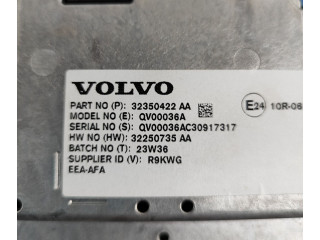 VOLVO
PART NO (P): 32350422 AA
MODEL NO (E): QV00036A
SERIAL NO (S): QV00036AC30917317
HW NO (HW): 32250735 AA
BATCH NO (T): 23W36
SUPPLIER ID (V): R9KWG
EEA-AFA
E24 10R-06